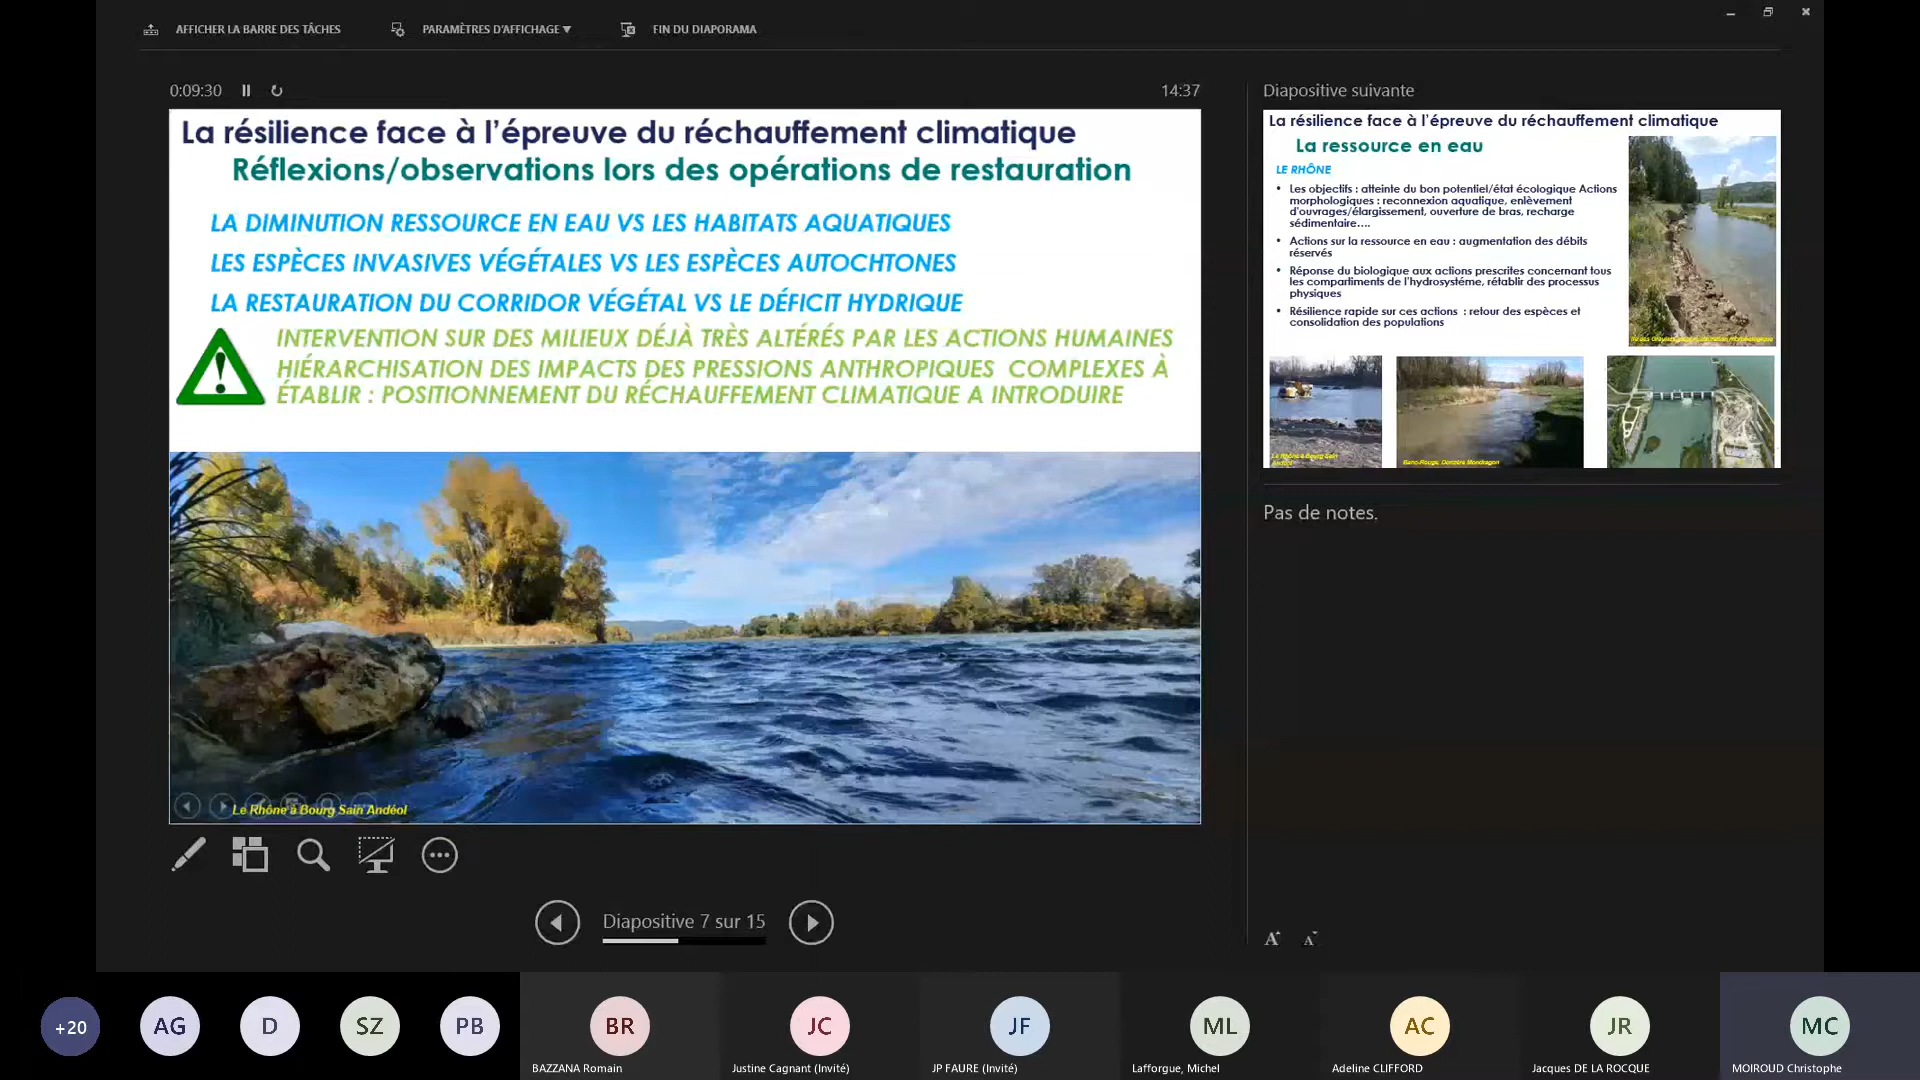 AFFICHER LA BARRE DES TÂCHES
PARAMÈTRES D'AFFICHAGE
FIN DU DIAPORAMA
0:09:30
14:37
La résilience face à l'épreuve du réchauffement climatique
Réflexions/observations lors des opérations de restauration
LA DIMINUTION RESSOURCE EN EAU VS LES HABITATS AQUATIQUES
LES ESPÈCES INVASIVES VÉGÉTALES VS LES ESPÈCES AUTOCHTONES
LA RESTAURATION DU CORRIDOR VÉGÉTAL VS LE DÉFICIT HYDRIQUE
INTERVENTION SUR DES MILIEUX DÉJÀ TRÈS ALTÉRÉS PAR LES ACTIONS HUMAINES
HIÉRARCHISATION DES IMPACTS DES PRESSIONS ANTHROPIQUES COMPLEXES À
ÉTABLIR : POSITIONNEMENT DU RÉCHAUFFEMENT CLIMATIQUE A INTRODUIRE
Le Rhône à Bourg Sain Andéol
Diapositive 7 sur 15
Diapositive suivante
La résilience face à l'épreuve du réchauffement climatique
La ressource en eau
LE RHÔNE
• Les objectifs : atteinte du bon potentiel/état écologique Actions
morphologiques : reconnexion aquatique, enlèvement
d'ouvrages/élargissement, ouverture de bras, recharge
sédimentaire....
• Actions sur la ressource en eau : augmentation des débits
réservés
• Réponse du biologique aux actions prescrites concernant tous
les compartiments de l'hydrosystéme, rétablir des processus
physiques
• Résilience rapide sur ces actions : retour des espèces et
consolidation des populations
Le Rhône à Bourg Sain
Andéol
Donzère Mondragon
Pas de notes.
+20
AG
D
SZ
PB
BR
JC
JF
ML
AC
JR
MC
BAZZANA Romain
Justine Cagnant (Invité)
JP FAURE (Invité)
Lafforgue, Michel
Adeline CLIFFORD
Jacques DE LA ROCQUE
MOIROUD Christophe